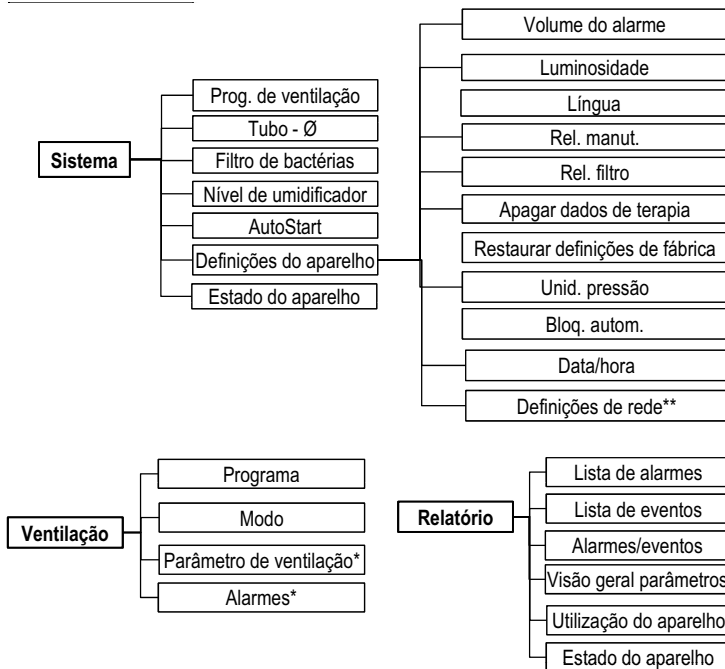 Sistema
Prog. de ventilação
Tubo - Ø
Filtro de bactérias
Nível de umidificador
AutoStart
Definições do aparelho
Estado do aparelho
Volume do alarme
Luminosidade
Língua
Rel. manut.
Rel. filtro
Apagar dados de terapia
Restaurar definições de fábrica
Unid. pressão
Bloq. autom.
Data/hora
Definições de rede**
Ventilação
Programa
Modo
Parâmetro de ventilação*
Alarmes*
Relatório
Lista de alarmes
Lista de eventos
Alarmes/eventos
Visão geral parâmetros
Utilização do aparelho
Estado do aparelho